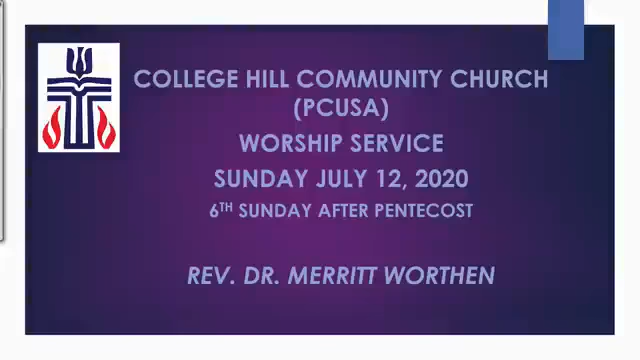 COLLEGE HILL COMMUNITY CHURCH
(PCUSA)
WORSHIP SERVICE
SUNDAY JULY 12, 2020
6TH SUNDAY AFTER PENTECOST
REV. DR. MERRITT WORTHEN